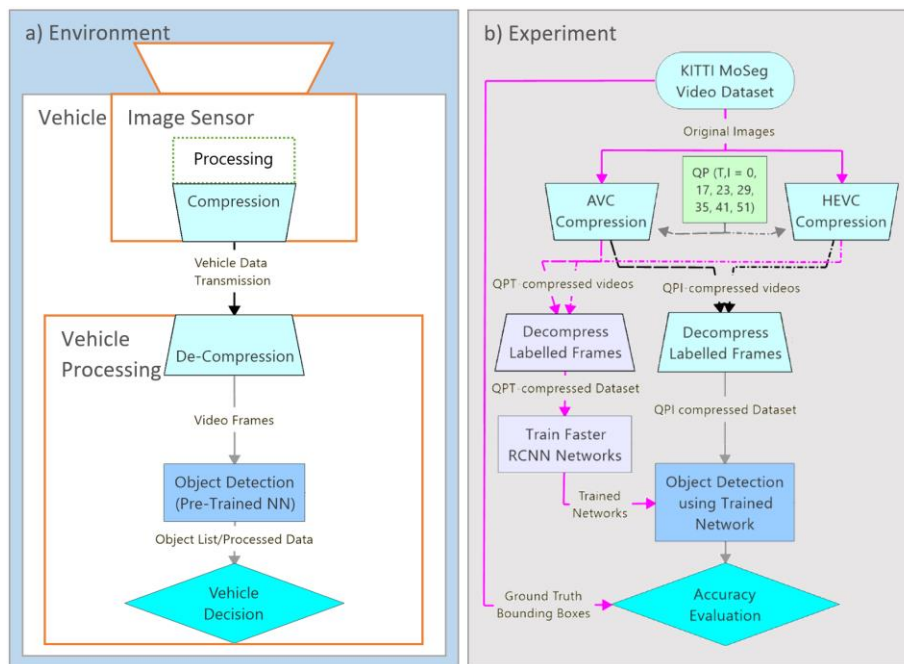 a) Environment
Vehicle
Image Sensor
Processing
Compression
Vehicle Data
Transmission
Vehicle
Processing
De-Compression
Video Frames
Object Detection
(Pre-Trained NN)
Object List/Processed Data
Vehicle
Decision
b) Experiment
KITTI MoSeg
Video Dataset
Original Images
QP (T,I = 0,
17, 23, 29,
35, 41, 51)
AVC
Compression
HEVC
Compression
QPT-compressed videos
QPI-compressed videos
Decompress
Labelled Frames
Decompress
Labelled Frames
QPT-compressed Dataset
QPI compressed Dataset
Train Faster
RCNN Networks
Trained
Networks
Object Detection
using Trained
Network
Ground Truth
Bounding Boxes
Accuracy
Evaluation